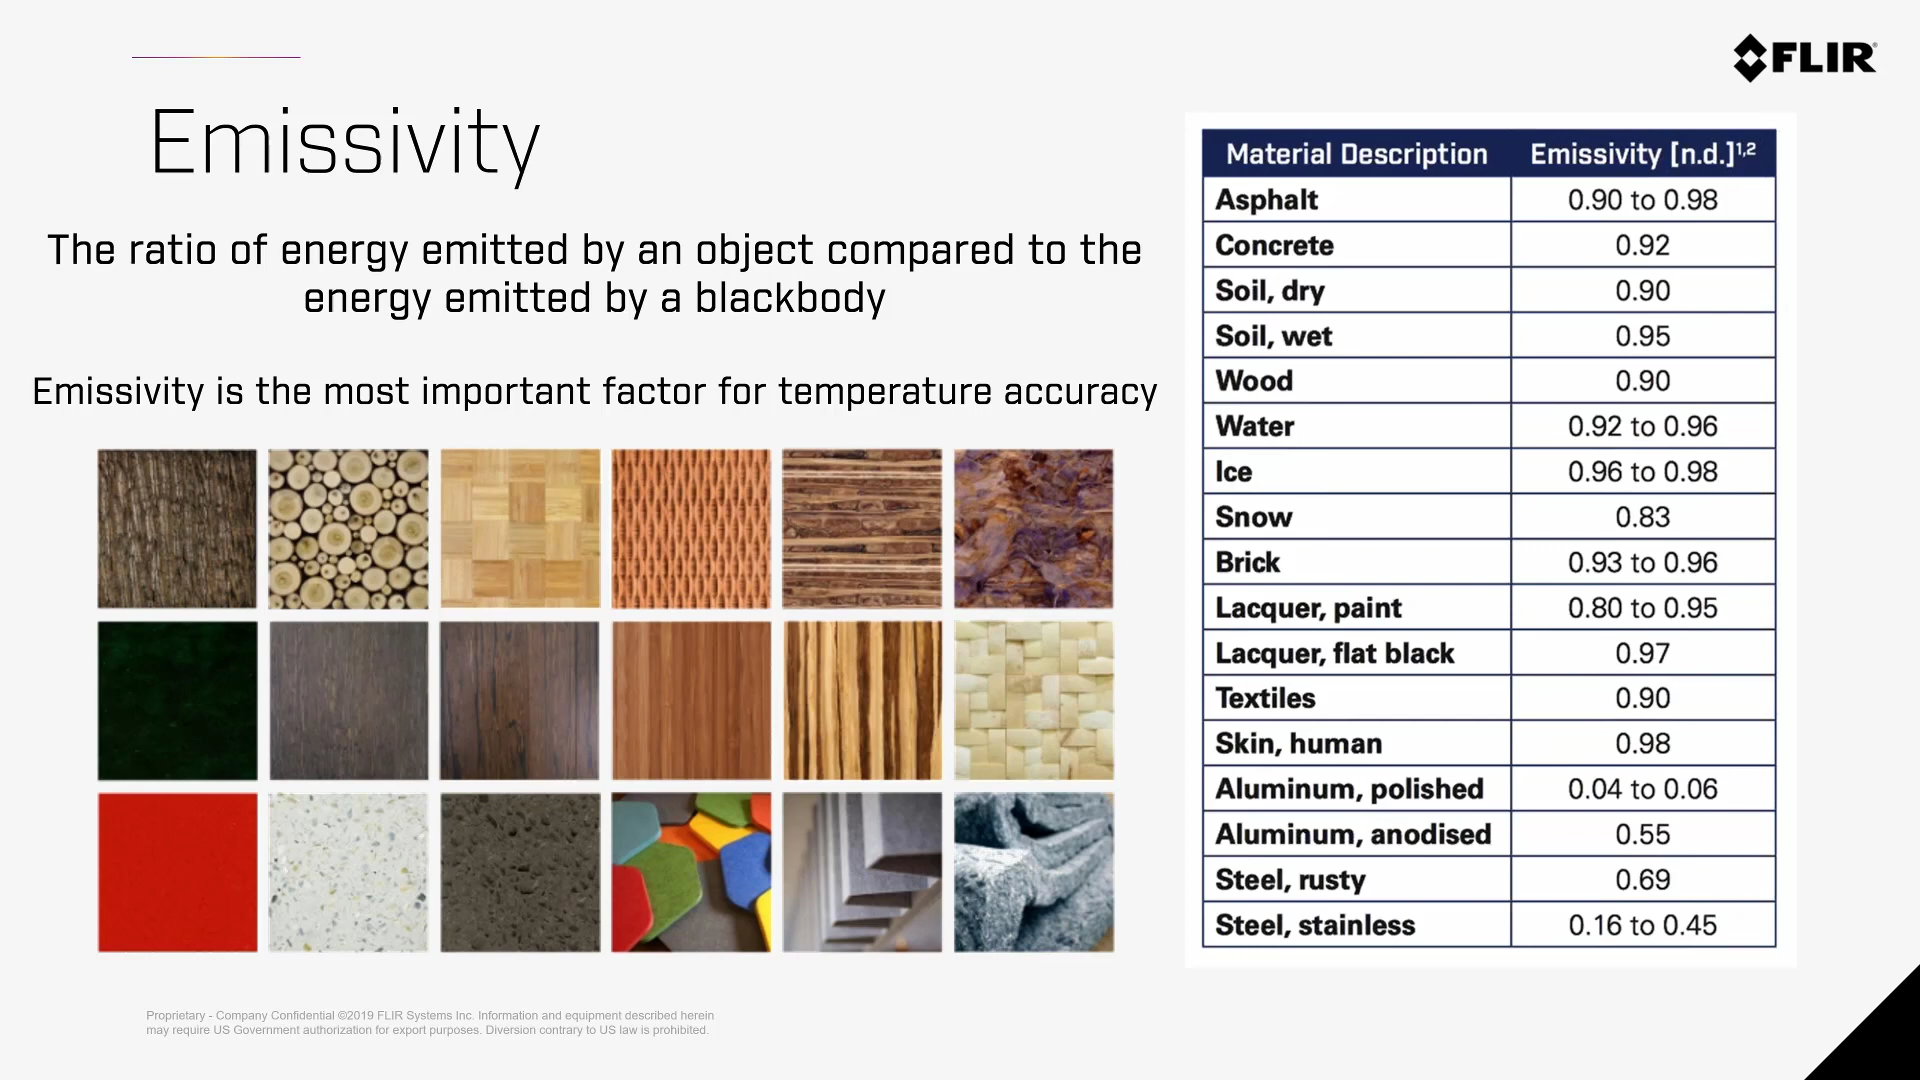 FLIR
Emissivity
The ratio of energy emitted by an object compared to the
energy emitted by a blackbody
Emissivity is the most important factor for temperature accuracy
Material Description Emissivity [n.d.]1,2
Asphalt 0.90 to 0.98
Concrete 0.92
Soil, dry 0.90
Soil, wet 0.95
Wood 0.90
Water 0.92 to 0.96
Ice 0.96 to 0.98
Snow 0.83
Brick 0.93 to 0.96
Lacquer, paint 0.80 to 0.95
Lacquer, flat black 0.97
Textiles 0.90
Skin, human 0.98
Aluminum, polished 0.04 to 0.06
Aluminum, anodised 0.55
Steel, rusty 0.69
Steel, stainless 0.16 to 0.45
Proprietary - Company Confidential ©2019 FLIR Systems Inc. Information and equipment described herein
may require US Government authorization for export purposes. Diversion contrary to US law is prohibited.